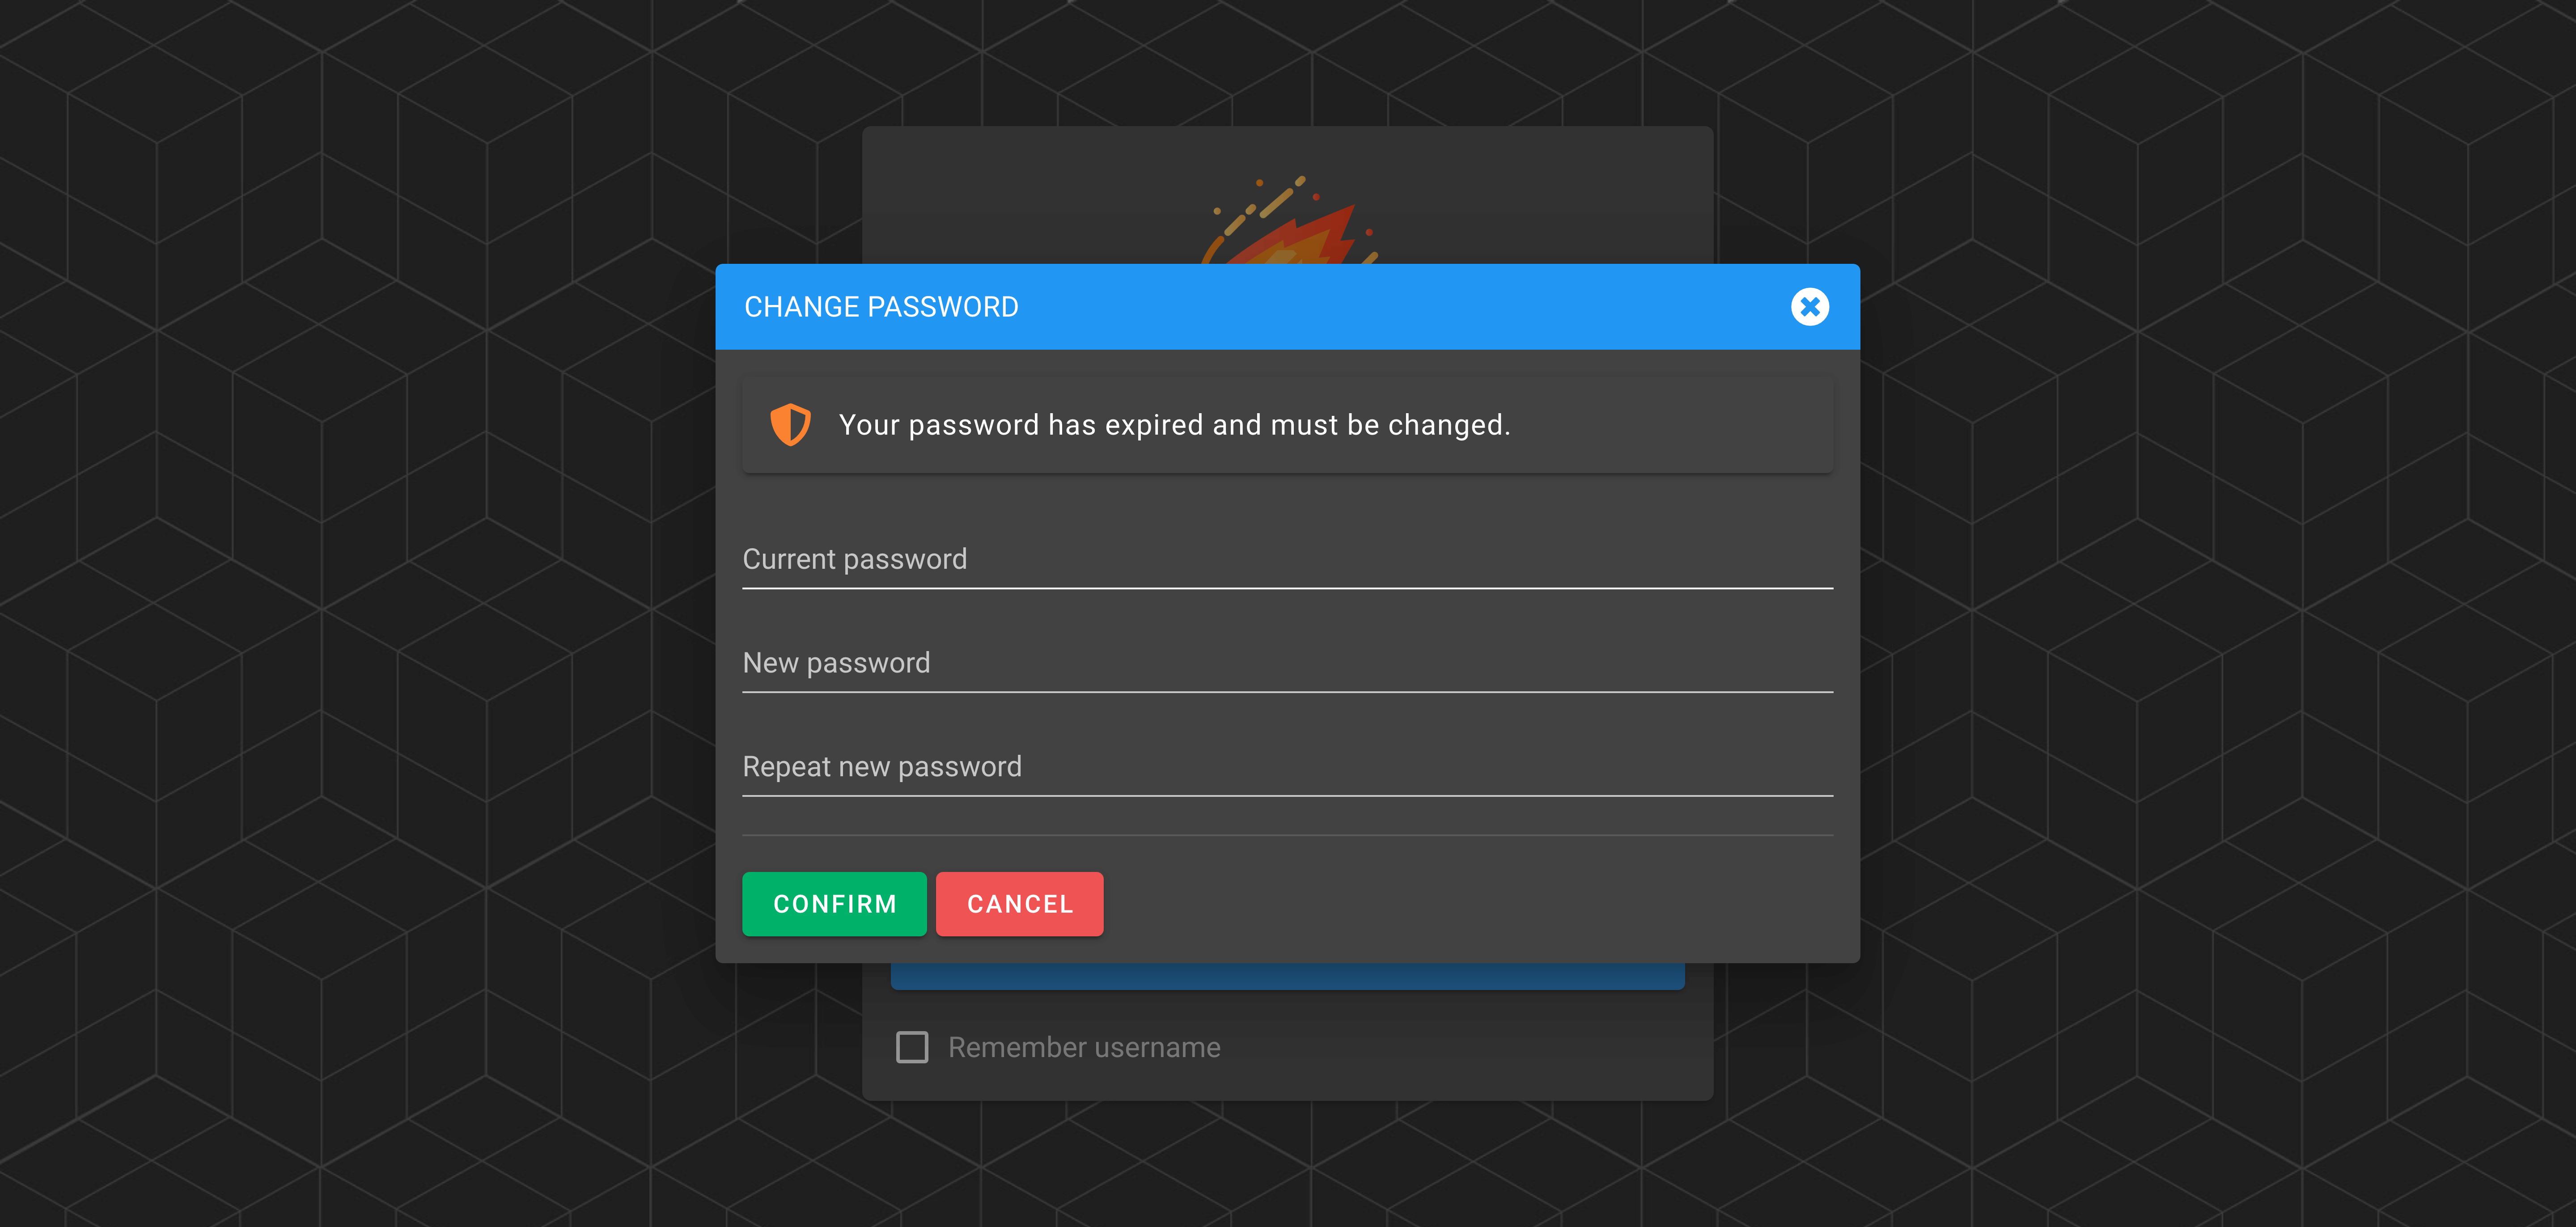 CHANGE PASSWORD
Your password has expired and must be changed.
Current password
New password
Repeat new password
CONFIRM CANCEL
Remember username